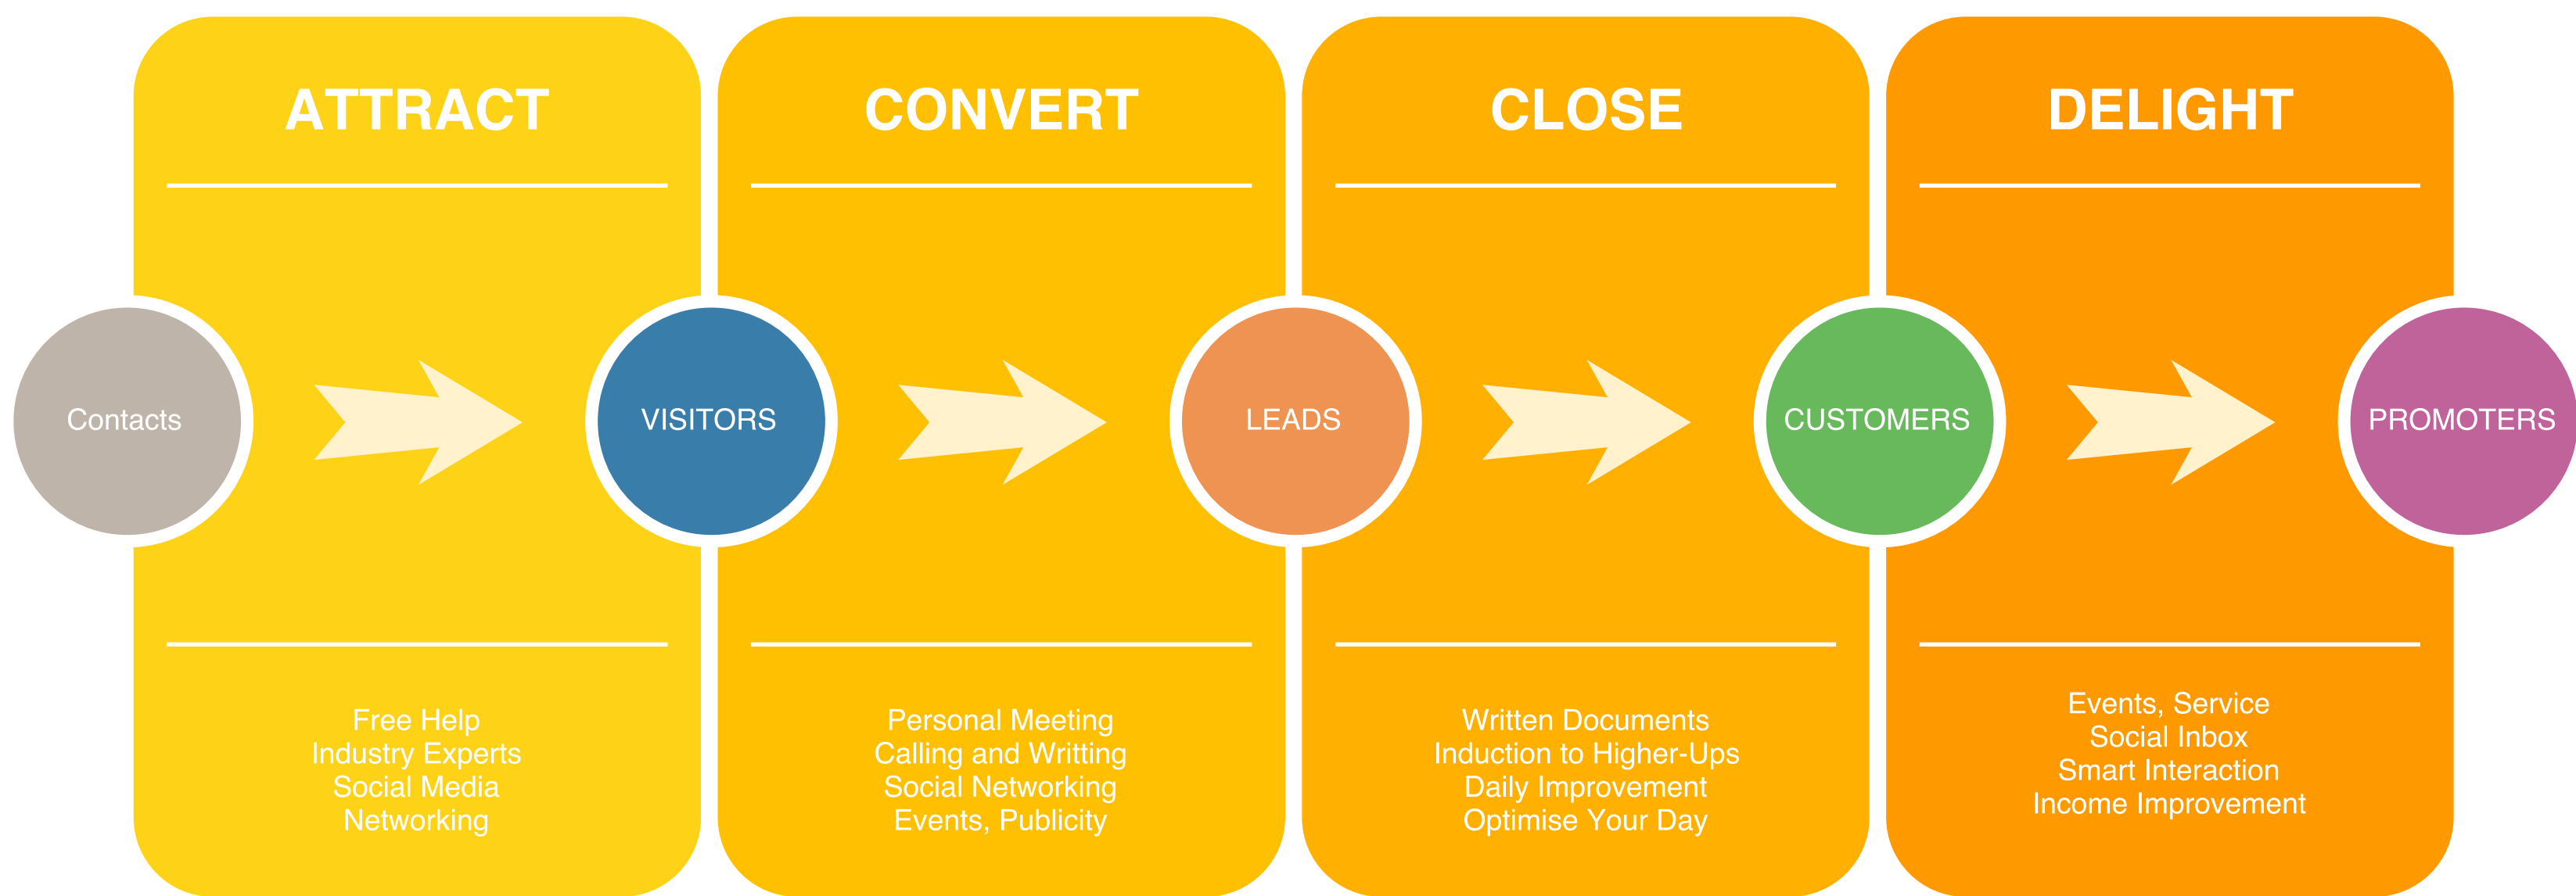 ATTRACT
CONVERT
CLOSE
DELIGHT
Contacts
VISITORS
LEADS
CUSTOMERS
PROMOTERS
Free Help
Industry Experts
Social Media
Networking
Personal Meeting
Calling and Writting
Social Networking
Events, Publicity
Written Documents
Induction to Higher-Ups
Daily Improvement
Optimise Your Day
Events, Service
Social Inbox
Smart Interaction
Income Improvement